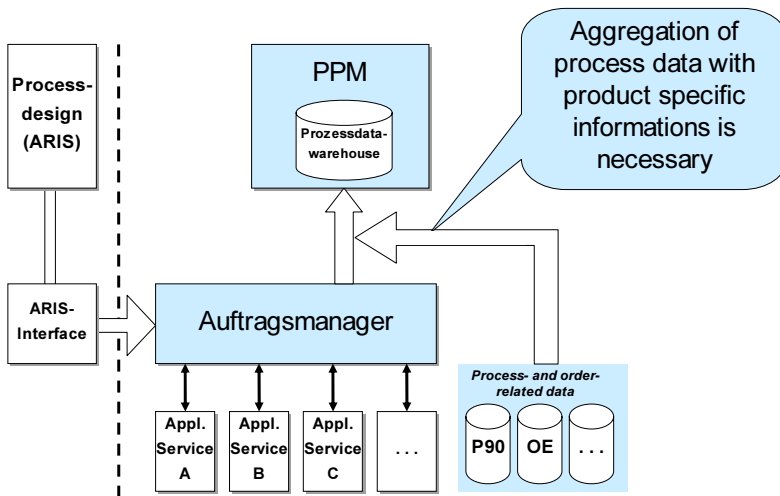 Process-
design
(ARIS)
PPM
Prozessdata-
warehouse
Aggregation of
process data with
product specific
informations is
necessary
ARIS-
Interface
Auftragsmanager
Appl.
Service
A
Appl.
Service
B
Appl.
Service
C
. . .
Process- and order-
related data
P90
OE
. . .